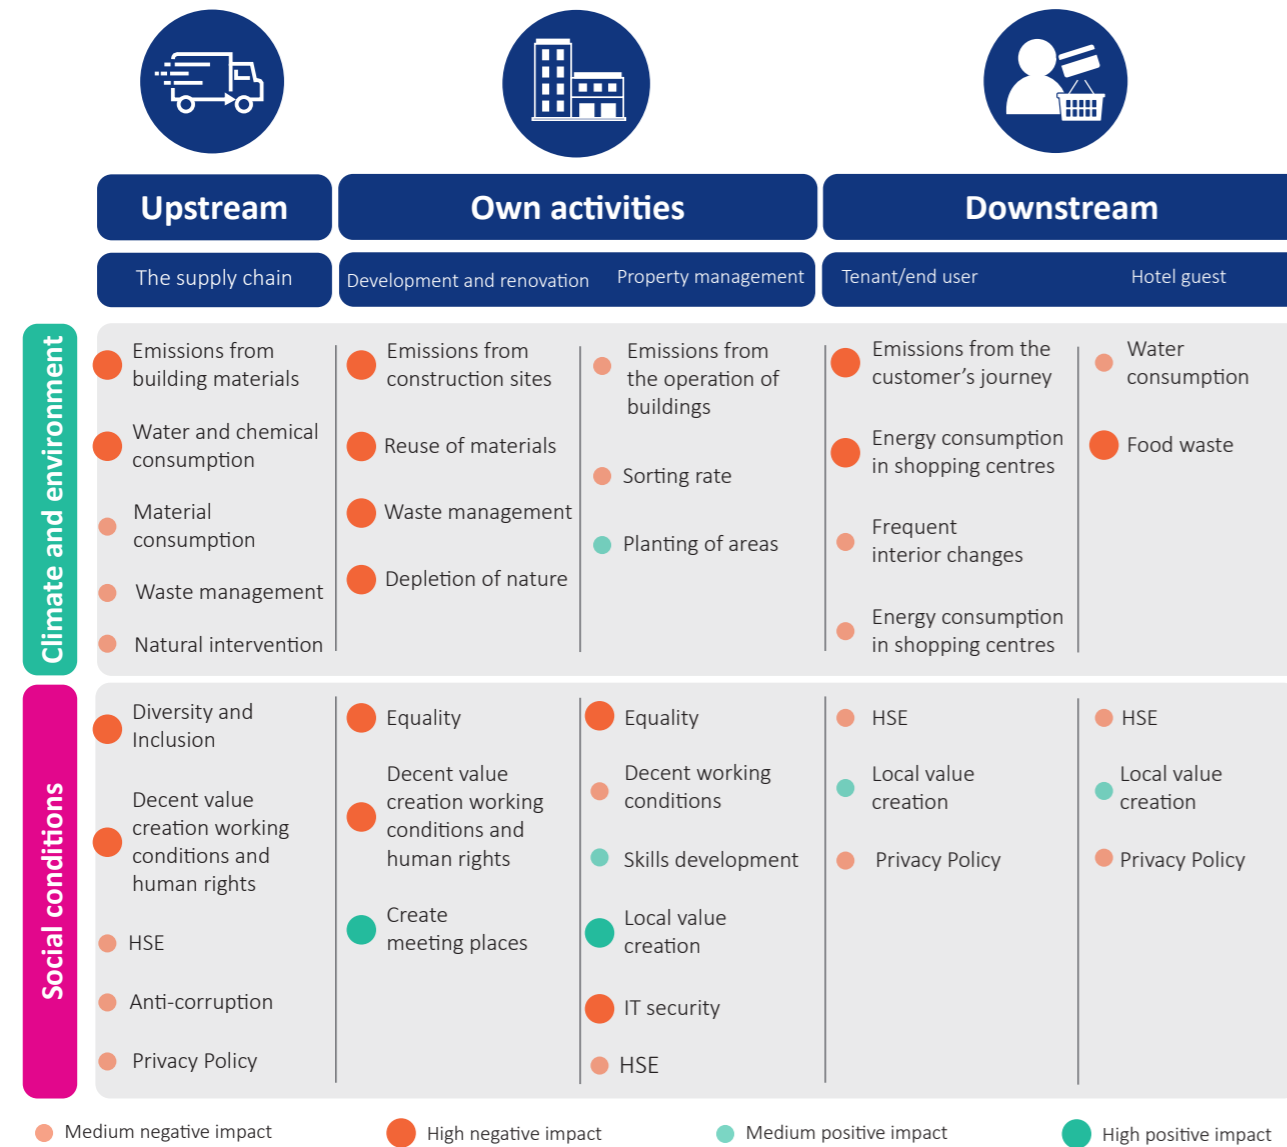 Upstream
Own activities
Downstream
The supply chain
Development and renovation
Property management
Tenant/end user
Hotel guest
Climate and environment
Emissions from
building materials
Water and chemical
consumption
Material
consumption
Waste management
Natural intervention
Emissions from
construction sites
Reuse of materials
Waste management
Depletion of nature
Emissions from
the operation of
buildings
Sorting rate
Planting of areas
Emissions from the
customer's journey
Energy consumption
in shopping centres
Frequent
interior changes
Energy consumption
in shopping centres
Water
consumption
Food waste
Social conditions
Diversity and
Inclusion
Decent value
creation working
conditions and
human rights
HSE
Anti-corruption
Privacy Policy
Equality
Decent value
creation working
conditions and
human rights
Create
meeting places
Equality
Decent working
conditions
Skills development
Local value
creation
IT security
HSE
HSE
Local value
creation
Privacy Policy
HSE
Local value
creation
Privacy Policy
Medium negative impact
High negative impact
Medium positive impact
High positive impact